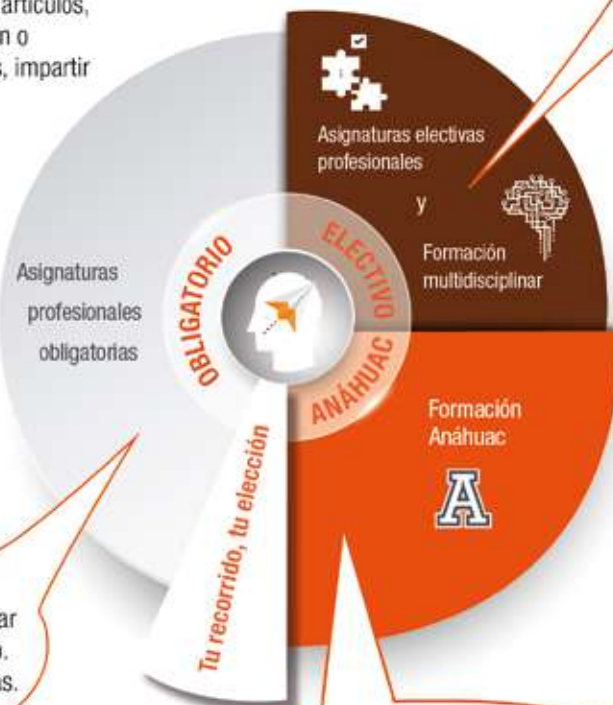 artículos,
n o
s, impartir
Asignaturas electivas
profesionales
y
Formación
multidisciplinar
Asignaturas
profesionales
obligatorias
OBLIGATORIO
ELECTIVO
ANÁHUAC
Formación
Anáhuac
A
Tu recorrido, tu elección
ar
o.
as.